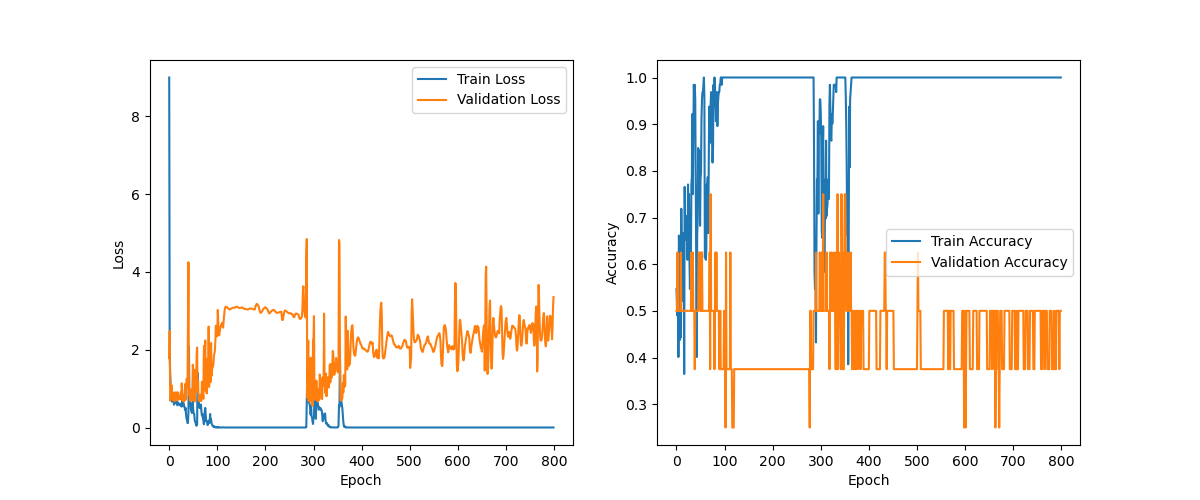 Train Loss
Validation Loss
8
6
4
2
0
Loss
0 100 200 300 400 500 600 700 800
Epoch
1.0
0.9
0.8
0.7
0.6
0.5
0.4
0.3
Accuracy
Train Accuracy
Validation Accuracy
0 100 200 300 400 500 600 700 800
Epoch